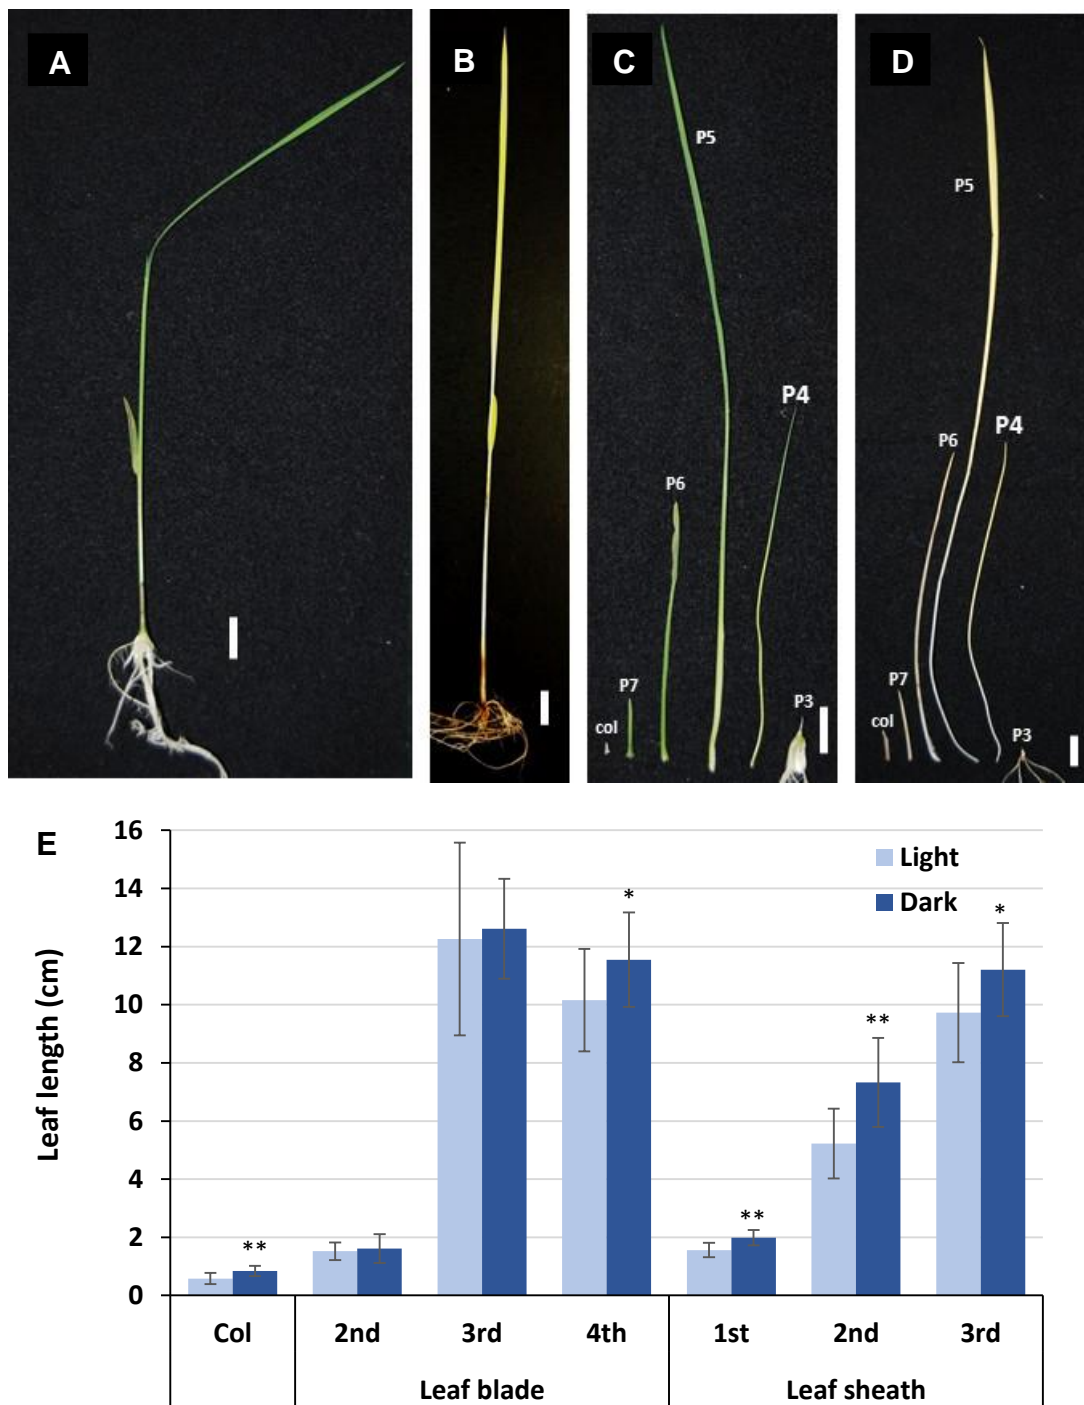 A
B
C
D
P5
P4
P6
P7
col
P3
P5
P6
P4
P7
col
P3
E
Light
Dark
Leaf length (cm)
16
14
12
10
8
6
4
2
0
**
*
**
**
*
Col
2nd
3rd
4th
1st
2nd
3rd
Leaf blade
Leaf sheath